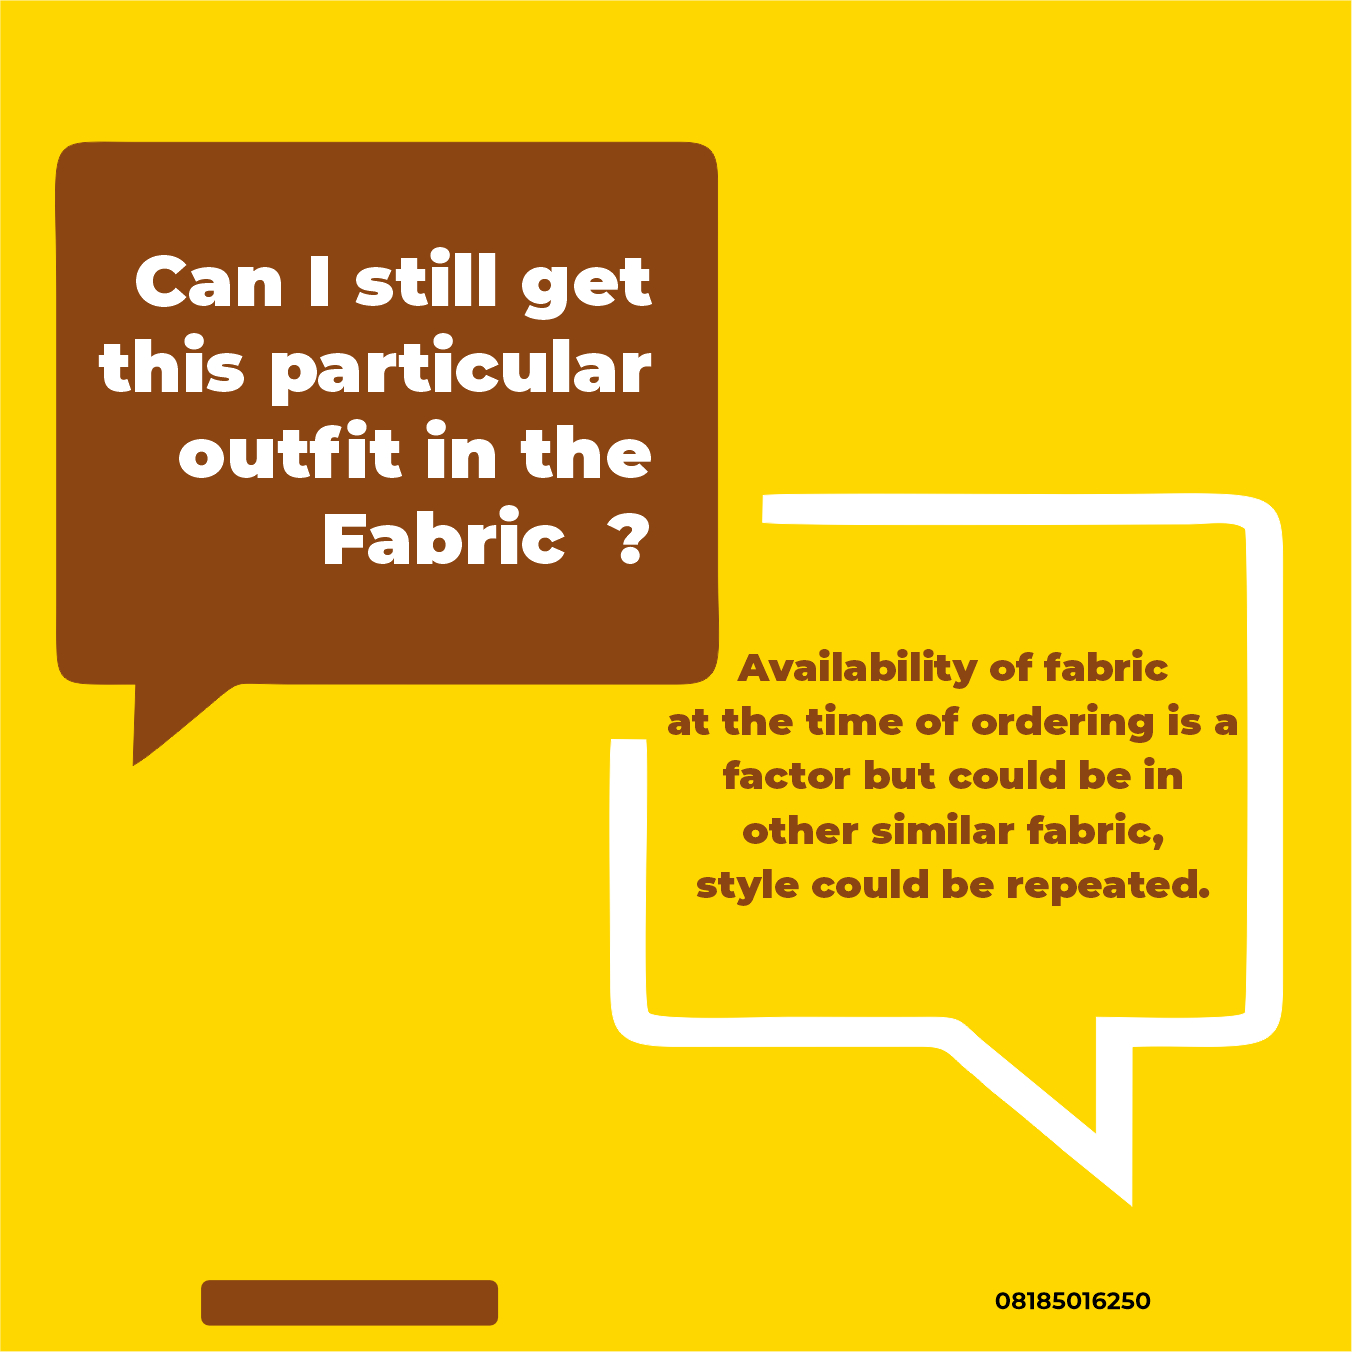 Can I still get
this particular
outfit in the
Fabric  ?
Availability of fabric
at the time of ordering is a
factor but could be in
other similar fabric,
style could be repeated.
08185016250